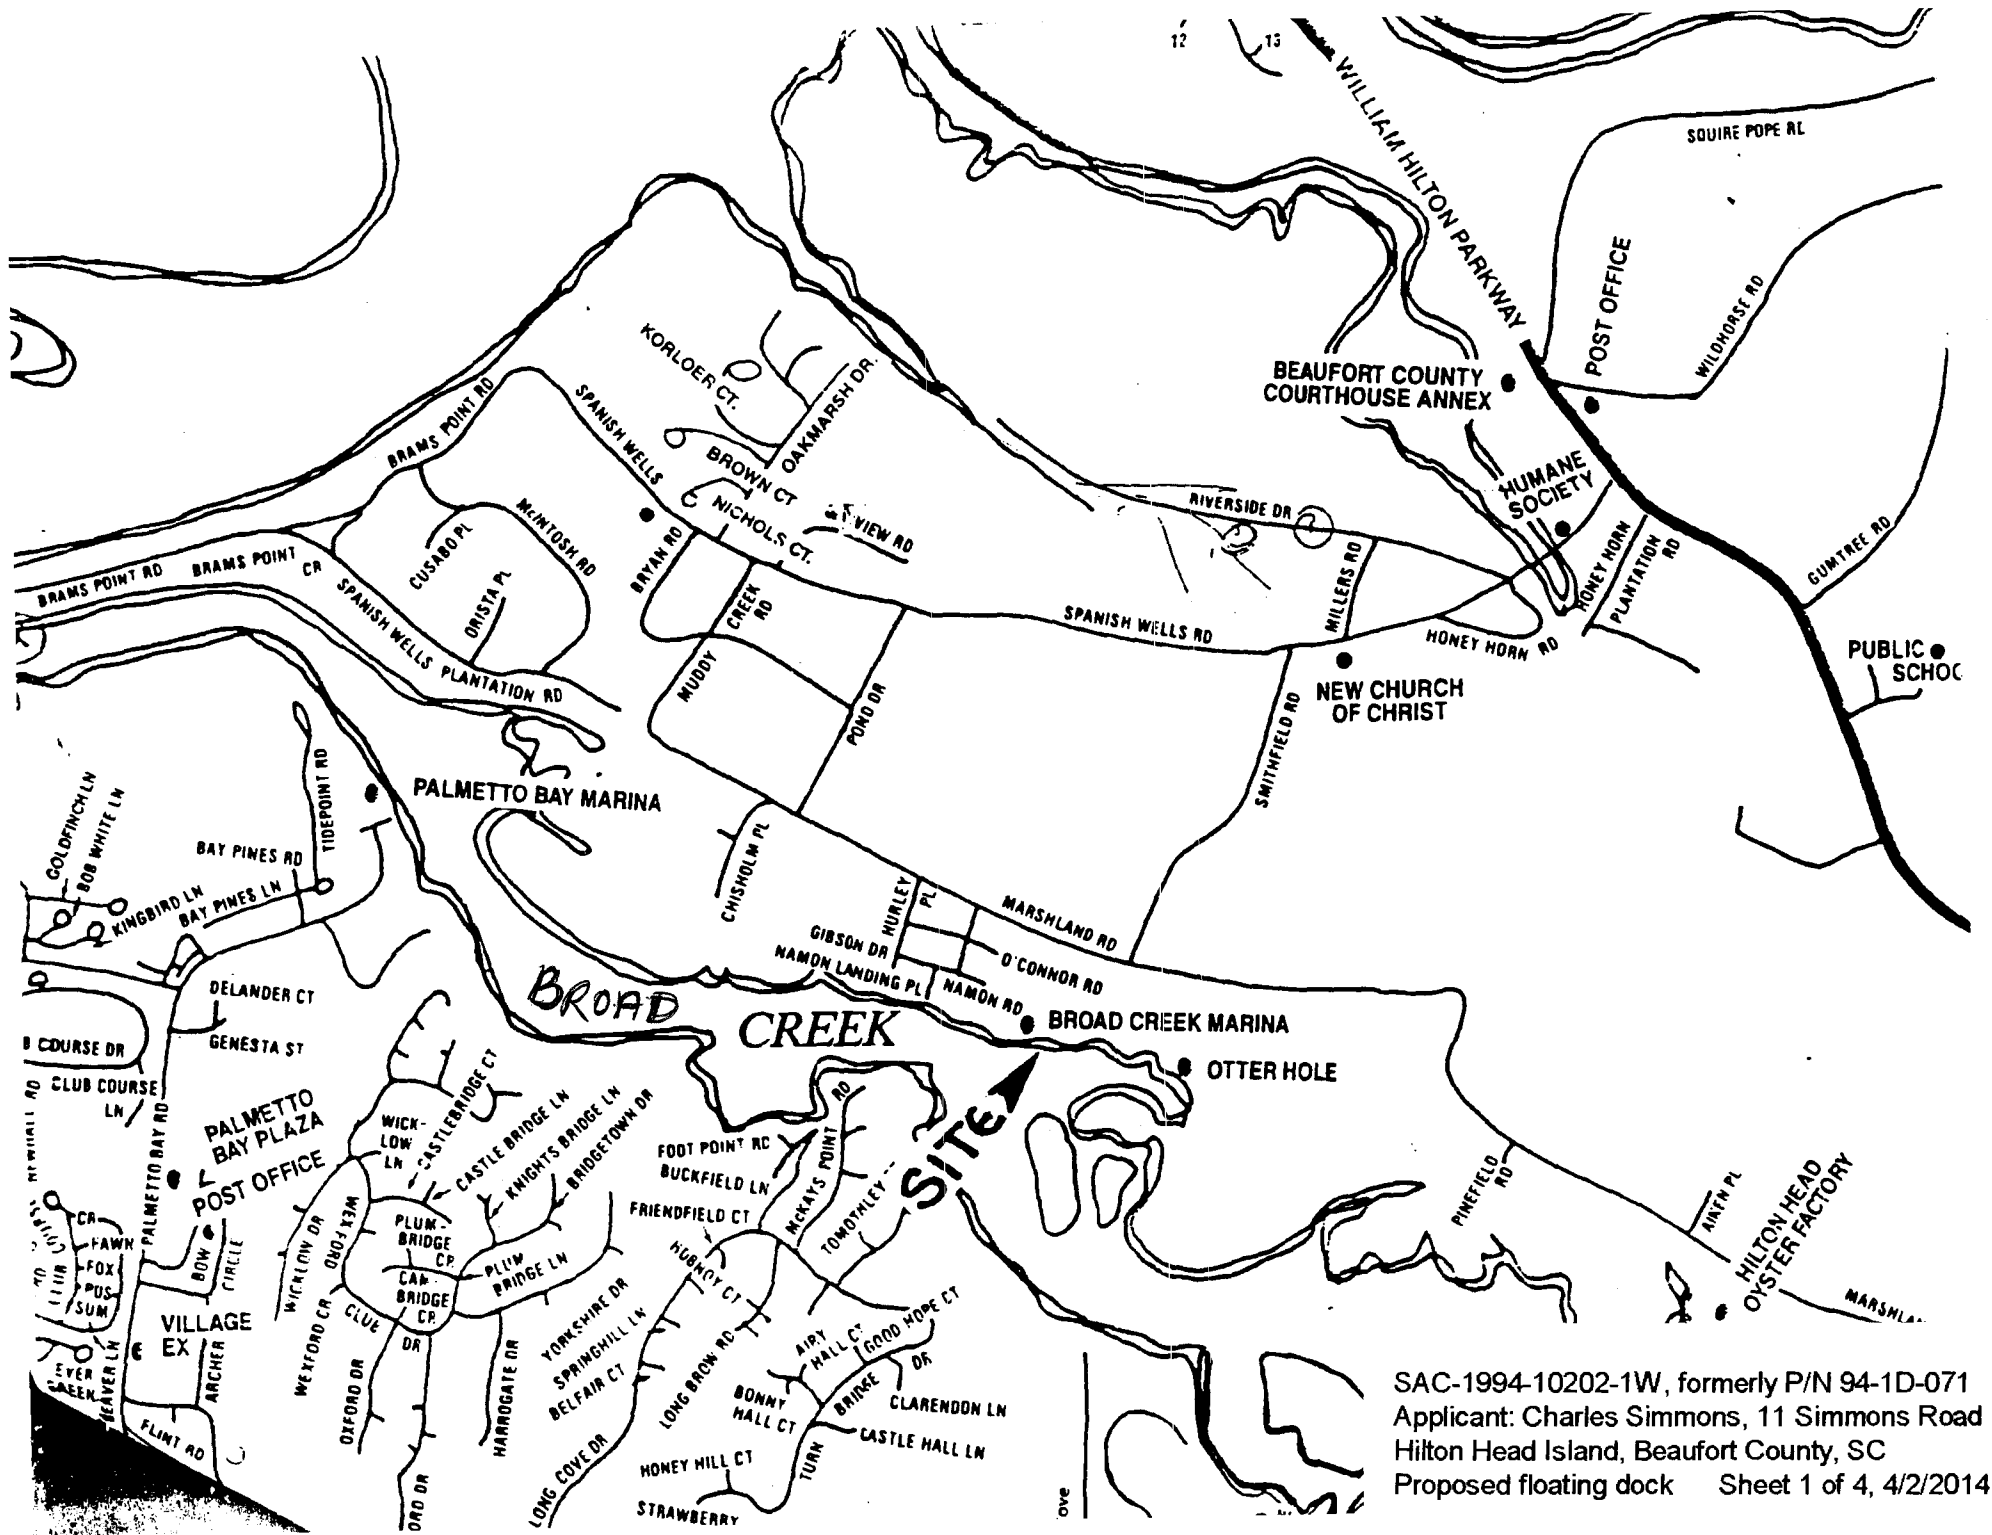 12
13
WILLIAM HILTON PARKWAY
SQUIRE POPE RD
POST OFFICE
WILDHORSE RD
BEAUFORT COUNTY
COURTHOUSE ANNEX
KORLOER CT.
OAKMARSH DR.
BRAMS POINT RD
SPANISH WELLS
BROWN CT
NICHOLS CT.
VIEW RD
RIVERSIDE DR
HUMANE
SOCIETY
HONEY HORN
PLANTATION
RD
GUMTREE RD
McINTOSH RD
CUSABO PL
ORISTA PL
BRYAN RD
BRAMS POINT RD
BRAMS POINT
CR
SPANISH WELLS PLANTATION RD
MUDDY
CREEK
RD
SPANISH WELLS RD
MILLERS RD
HONEY HORN RD
PUBLIC
SCHOO
NEW CHURCH
OF CHRIST
POND DR
SMITHFIELD RD
TIDEPOINT RD
PALMETTO BAY MARINA
GOLDFINCH LN
BOB WHITE LN
BAY PINES RD
KINGBIRD LN
BAY PINES LN
CHISHOLM PL
HURLEY
PL
MARSHLAND RD
GIBSON DR
NAMON LANDING PL
NAMON RD
O'CONNOR RD
BROAD
CREEK
BROAD CREEK MARINA
OTTER HOLE
SITE
DELANDER CT
GENESTA ST
B COURSE DR
CLUB COURSE
LN
PALMETTO BAY RD
PALMETTO
BAY PLAZA
POST OFFICE
WICK-
LOW
LN
CASTLEBRIDGE CT
CASTLE BRIDGE LN
KNIGHTS BRIDGE LN
BRIDGETOWN DR
RD
FOOT POINT RD
BUCKFIELD LN
McKAYS POINT
FRIENDFIELD CT
TOMOTHLEY
PINEFIELD
RD
AIKEN PL
HILTON HEAD
OYSTER FACTORY
MARSHLA
CR
FAWN
FOX
POS
SUM
BOW
CIRCLE
WICKLOW DR
WEXFORD
PLUM-
BRIDGE
CR
CAM-
BRIDGE
CR
PLUM
BRIDGE LN
CLUB
DR
WEXFORD CR
VILLAGE
EX
ARCHER
BEAVER LN
FLINT RD
OXFORD DR
ORD DR
HARROGATE DR
YORKSHIRE DR
SPRINGHILL LN
BELFAIR CT
LONG COVE DR
LONG BROW RD
AIRY
HALL CT
GOOD HOPE CT
BONNY
HALL CT
BRIDGE
DR
CLARENDON LN
CASTLE HALL LN
TURN
HONEY HILL CT
STRAWBERRY
ove
SAC-1994-10202-1W, formerly P/N 94-1D-071
Applicant: Charles Simmons, 11 Simmons Road
Hilton Head Island, Beaufort County, SC
Proposed floating dock Sheet 1 of 4, 4/2/2014